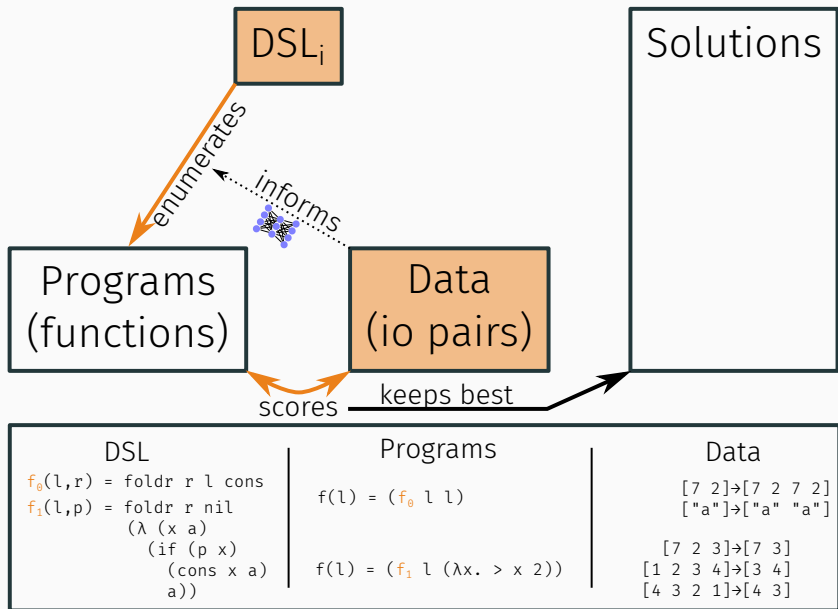 DSLi
Solutions
enumerates
informs
Programs
(functions)
Data
(io pairs)
scores
keeps best
DSL
f₀(l,r) = foldr r l cons
f₁(l,p) = foldr r nil
(λ (x a)
(if (p x)
(cons x a)
a))
Programs
f(l) = (f₀ l l)
f(l) = (f₁ l (λx. > x 2))
Data
[7 2]→[7 2 7 2]
["a"]→["a" "a"]
[7 2 3]→[7 3]
[1 2 3 4]→[3 4]
[4 3 2 1]→[4 3]